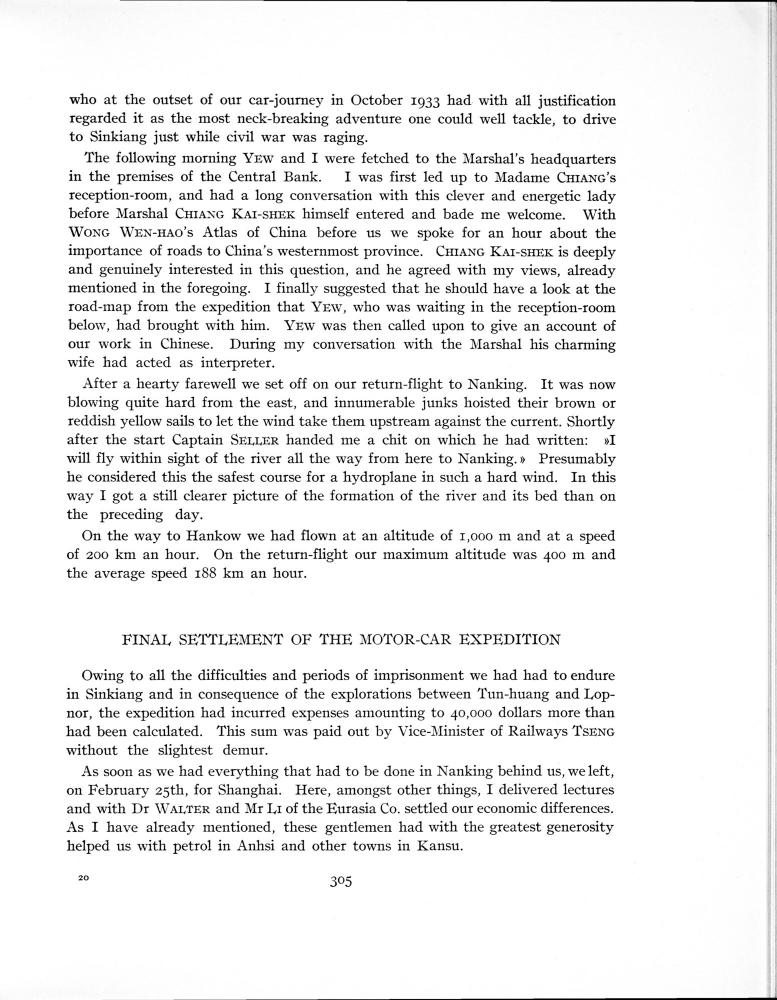 who at the outset of our car-journey in October 1933 had with all justification
regarded it as the most neck-breaking adventure one could well tackle, to drive
to Sinkiang just while civil war was raging.
The following morning YEW and I were fetched to the Marshal's headquarters
in the premises of the Central Bank. I was first led up to Madame CHIANG's
reception-room, and had a long conversation with this clever and energetic lady
before Marshal CHIANG KAI-SHEK himself entered and bade me welcome. With
WONG WEN-HAO's Atlas of China before us we spoke for an hour about the
importance of roads to China's westernmost province. CHIANG KAI-SHEK is deeply
and genuinely interested in this question, and he agreed with my views, already
mentioned in the foregoing. I finally suggested that he should have a look at the
road-map from the expedition that YEW, who was waiting in the reception-room
below, had brought with him. YEW was then called upon to give an account of
our work in Chinese. During my conversation with the Marshal his charming
wife had acted as interpreter.
After a hearty farewell we set off on our return-flight to Nanking. It was now
blowing quite hard from the east, and innumerable junks hoisted their brown or
reddish yellow sails to let the wind take them upstream against the current. Shortly
after the start Captain SELLER handed me a chit on which he had written: »I
will fly within sight of the river all the way from here to Nanking.» Presumably
he considered this the safest course for a hydroplane in such a hard wind. In this
way I got a still clearer picture of the formation of the river and its bed than on
the preceding day.
On the way to Hankow we had flown at an altitude of 1,000 m and at a speed
of 200 km an hour. On the return-flight our maximum altitude was 400 m and
the average speed 188 km an hour.
FINAL SETTLEMENT OF THE MOTOR-CAR EXPEDITION
Owing to all the difficulties and periods of imprisonment we had had to endure
in Sinkiang and in consequence of the explorations between Tun-huang and Lop-
nor, the expedition had incurred expenses amounting to 40,000 dollars more than
had been calculated. This sum was paid out by Vice-Minister of Railways TSENG
without the slightest demur.
As soon as we had everything that had to be done in Nanking behind us, we left,
on February 25th, for Shanghai. Here, amongst other things, I delivered lectures
and with Dr WALTER and Mr LI of the Eurasia Co. settled our economic differences.
As I have already mentioned, these gentlemen had with the greatest generosity
helped us with petrol in Anhsi and other towns in Kansu.
20
305